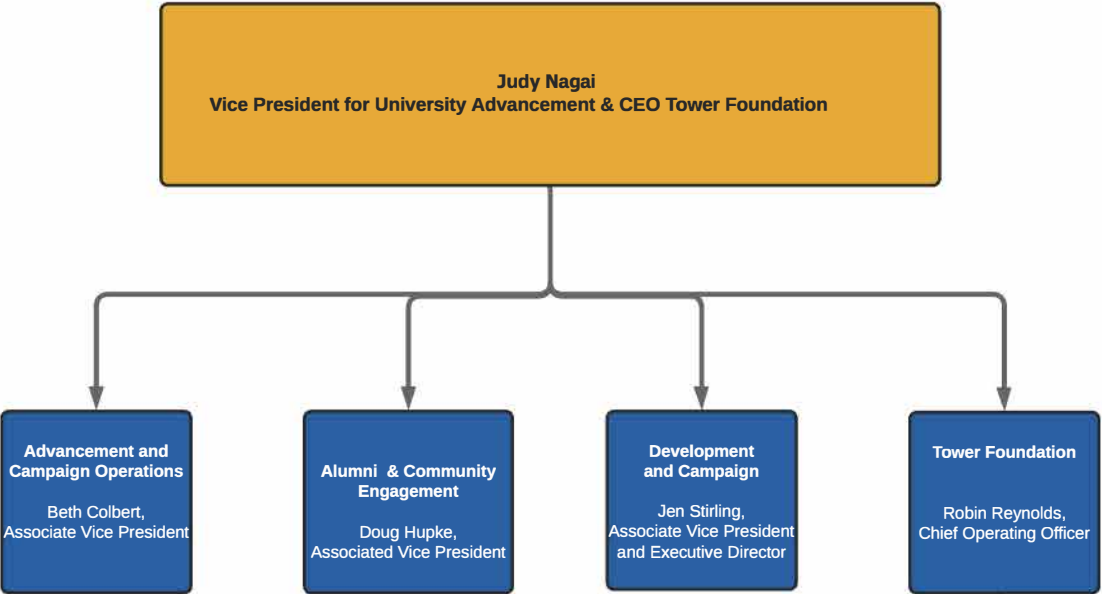 Judy Nagai
Vice President for University Advancement & CEO Tower Foundation
Advancement and
Campaign Operations
Beth Colbert,
Associate Vice President
Alumni & Community
Engagement
Doug Hupke,
Associated Vice President
Development
and Campaign
Jen Stirling,
Associate Vice President
and Executive Director
Tower Foundation
Robin Reynolds,
Chief Operating Officer